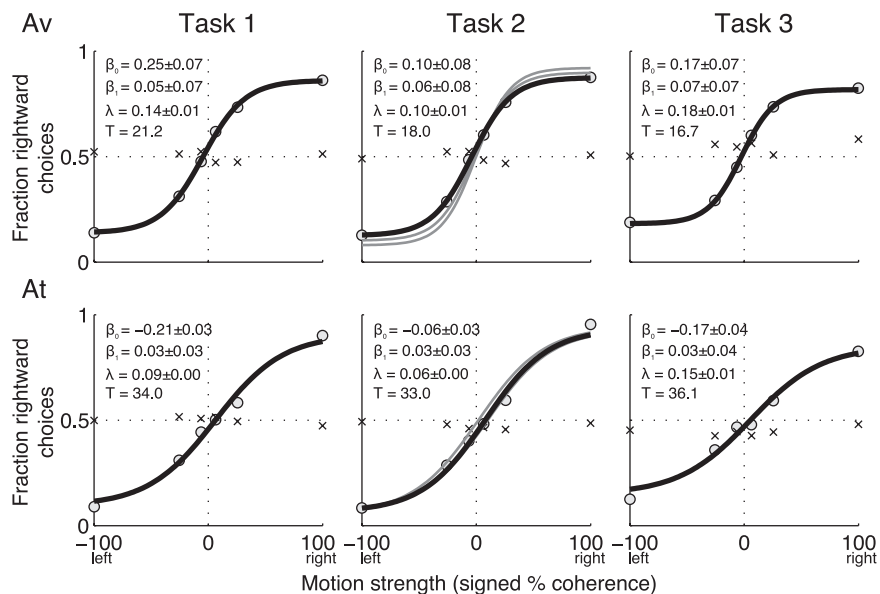 Av
Task 1
Task 2
Task 3
Fraction rightward
choices
1
0.5
0
β₀ = 0.25±0.07
β₁ = 0.05±0.07
λ = 0.14±0.01
T = 21.2
β₀ = 0.10±0.08
β₁ = 0.06±0.08
λ = 0.10±0.01
T = 18.0
β₀ = 0.17±0.07
β₁ = 0.07±0.07
λ = 0.18±0.01
T = 16.7
At
Fraction rightward
choices
1
0.5
0
β₀ = −0.21±0.03
β₁ = 0.03±0.03
λ = 0.09±0.00
T = 34.0
β₀ = −0.06±0.03
β₁ = 0.03±0.03
λ = 0.06±0.00
T = 33.0
β₀ = −0.17±0.04
β₁ = 0.03±0.04
λ = 0.15±0.01
T = 36.1
−100 0 100
left right
−100 0 100
left right
−100 0 100
left right
Motion strength (signed % coherence)